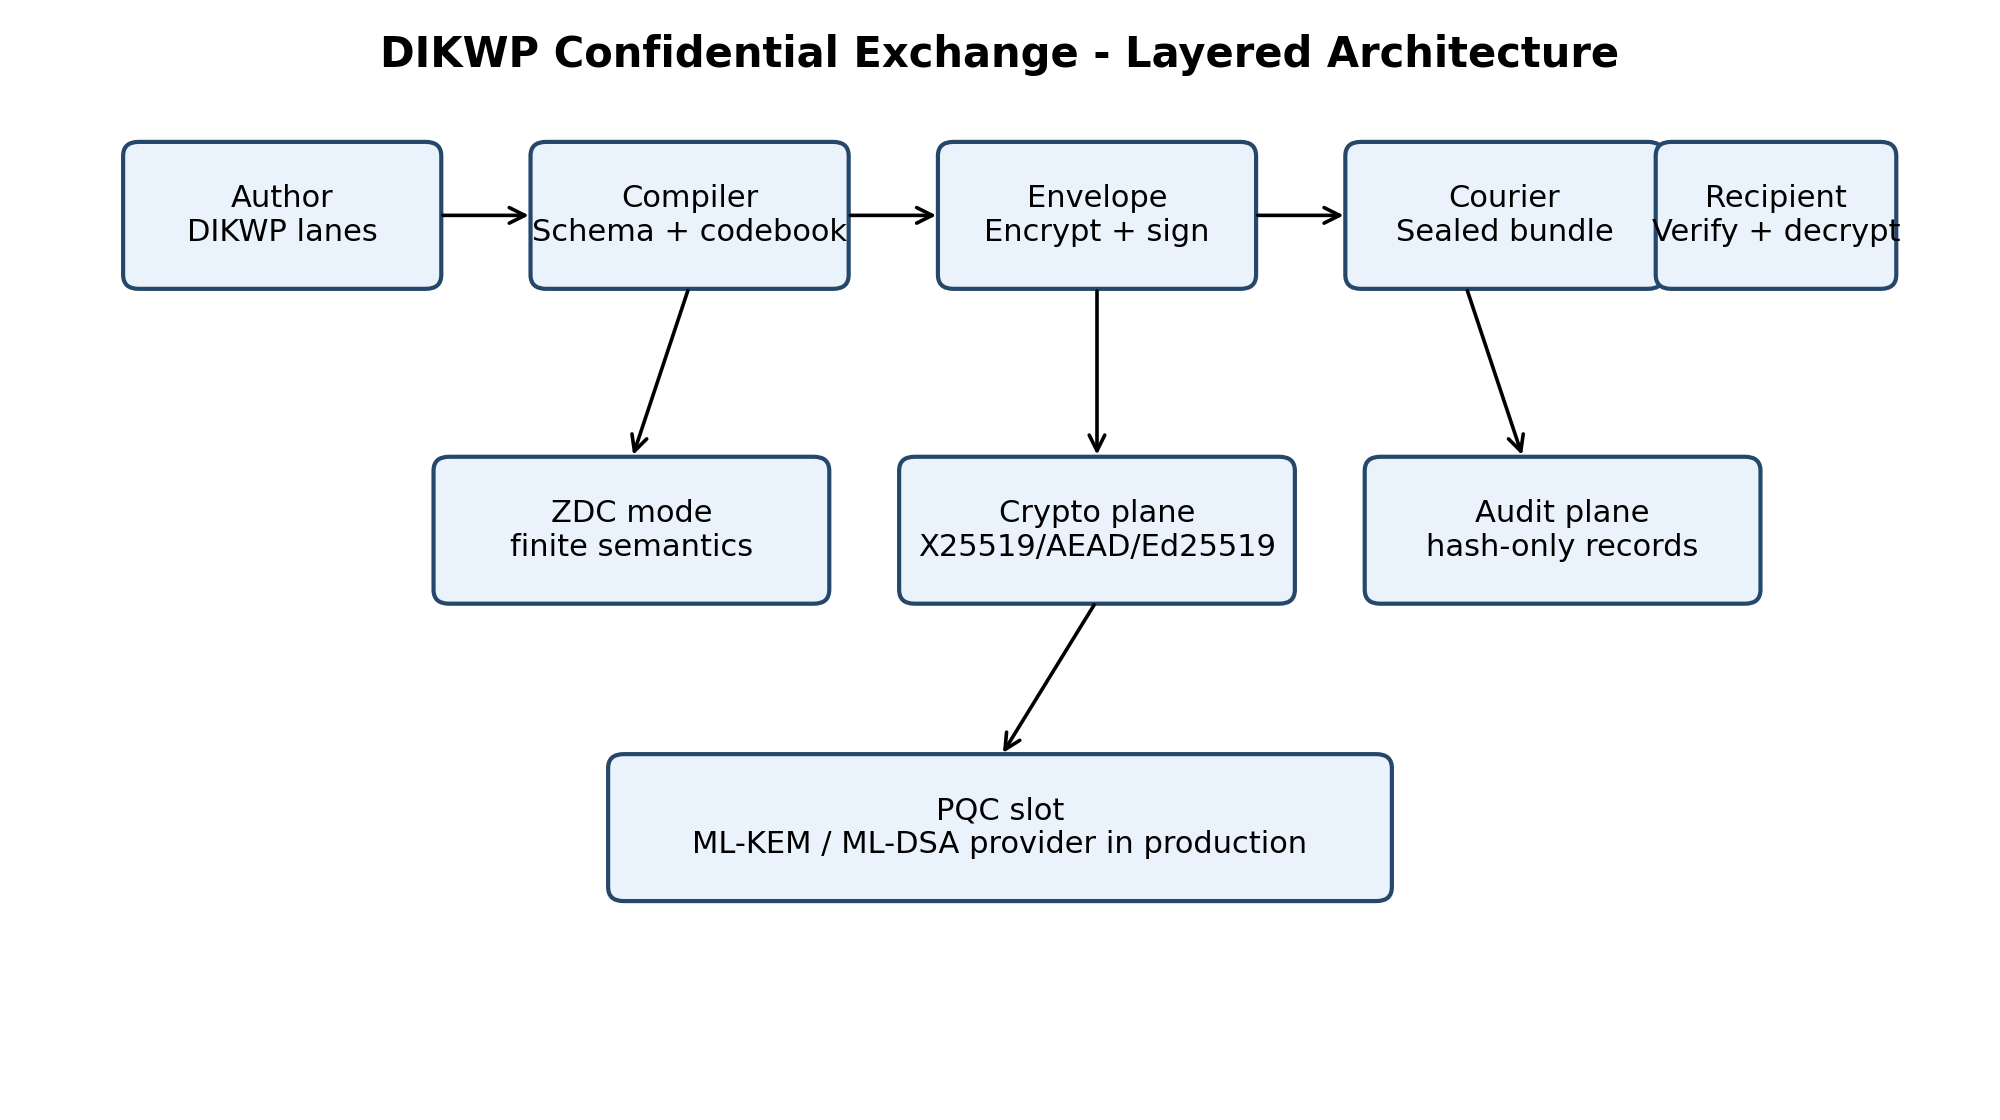 DIKWP Confidential Exchange - Layered Architecture
Author
DIKWP lanes
Compiler
Schema + codebook
Envelope
Encrypt + sign
Courier
Sealed bundle
Recipient
Verify + decrypt
ZDC mode
finite semantics
Crypto plane
X25519/AEAD/Ed25519
Audit plane
hash-only records
PQC slot
ML-KEM / ML-DSA provider in production